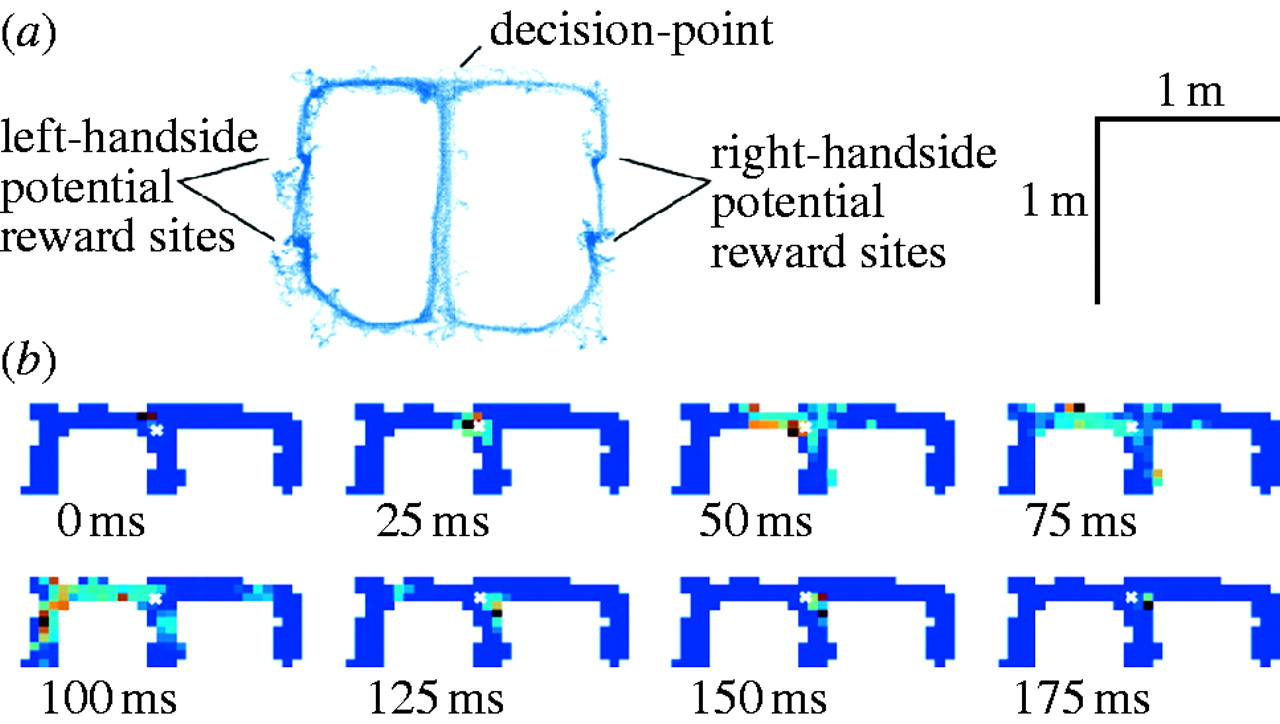 (a)
decision-point
left-handside
potential
reward sites
right-handside
potential
reward sites
1 m
1 m
(b)
0 ms
25 ms
50 ms
75 ms
100 ms
125 ms
150 ms
175 ms